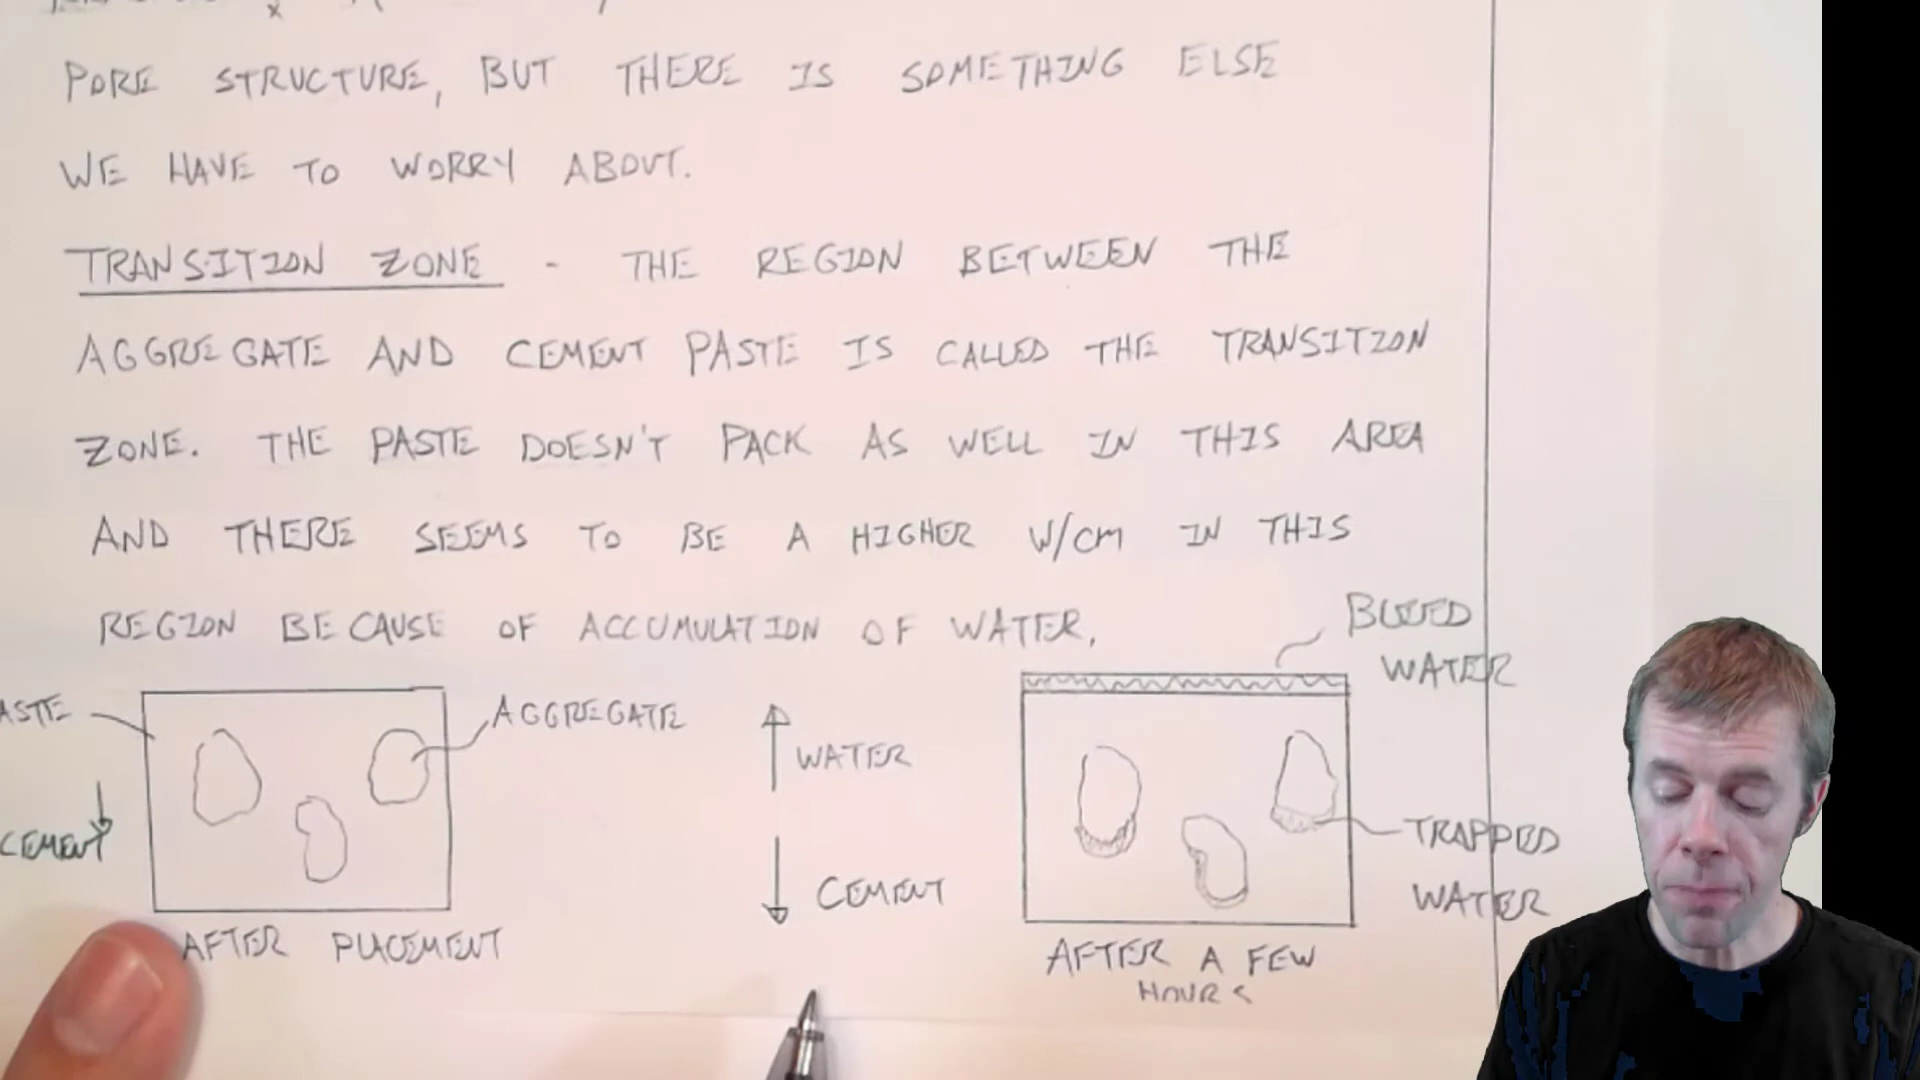 PORE STRUCTURE, BUT THERE IS SOMETHING ELSE
WE HAVE TO WORRY ABOUT.
TRANSITION ZONE - THE REGION BETWEEN THE
AGGREGATE AND CEMENT PASTE IS CALLED THE TRANSITION
ZONE. THE PASTE DOESN'T PACK AS WELL IN THIS AREA
AND THERE SEEMS TO BE A HIGHER W/CM IN THIS
REGION BECAUSE OF ACCUMULATION OF WATER.
BLEED
WATER
ASTE
AGGREGATE
WATER
CEMENT
CEMENT
TRAPPED
WATER
AFTER PLACEMENT
AFTER A FEW
HOURS